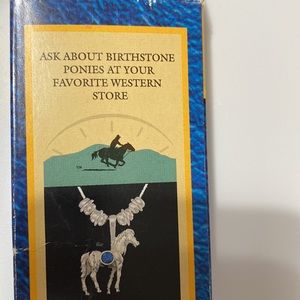 ASK ABOUT BIRTHSTONE
PONIES AT YOUR
FAVORITE WESTERN
STORE